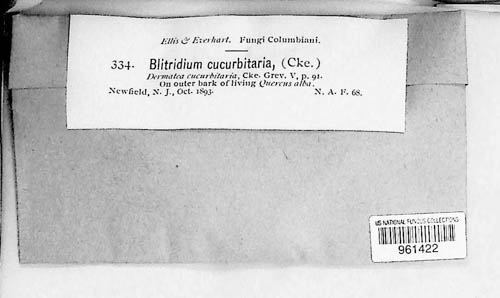 Ellis & Everhart. Fungi Columbiani.
334. Blitridium cucurbitaria, (Cke.)
Dermatea cucurbitaria, Cke. Grev. V, p. 91.
On outer bark of living Quercus alba.
Newfield, N. J., Oct. 1893. N. A. F. 68.
US NATIONAL FUNGUS COLLECTIONS
961422